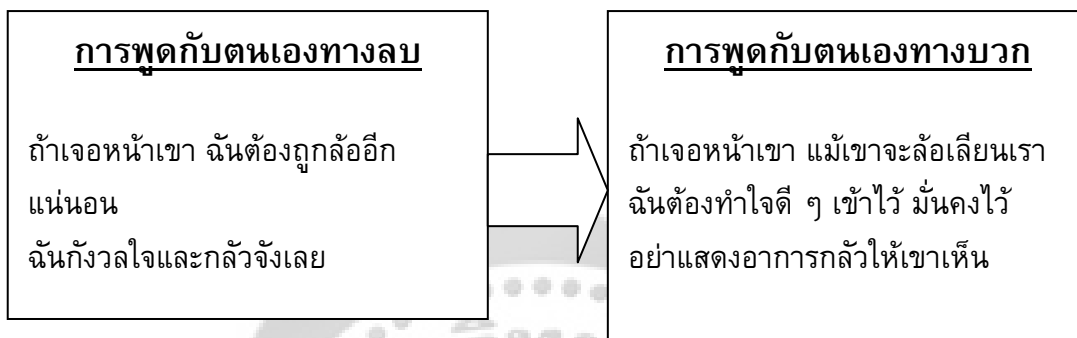 การพูดกับตนเองทางลบ
ถ้าเจอหน้าเขา ฉันต้องถูกล้ออีก
แน่นอน
ฉันกังวลใจและกลัวจังเลย
การพูดกับตนเองทางบวก
ถ้าเจอหน้าเขา แม้เขาจะล้อเลียนเรา
ฉันต้องทำใจดี ๆ เข้าไว้ มั่นคงไว้
อย่าแสดงอาการกลัวให้เขาเห็น